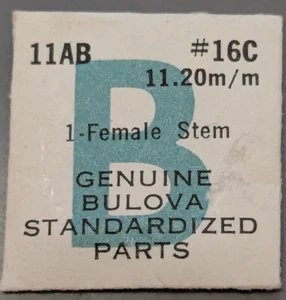 11AB #16C
11.20m/m
B
1-Female Stem
GENUINE
BULOVA
STANDARDIZED
PARTS